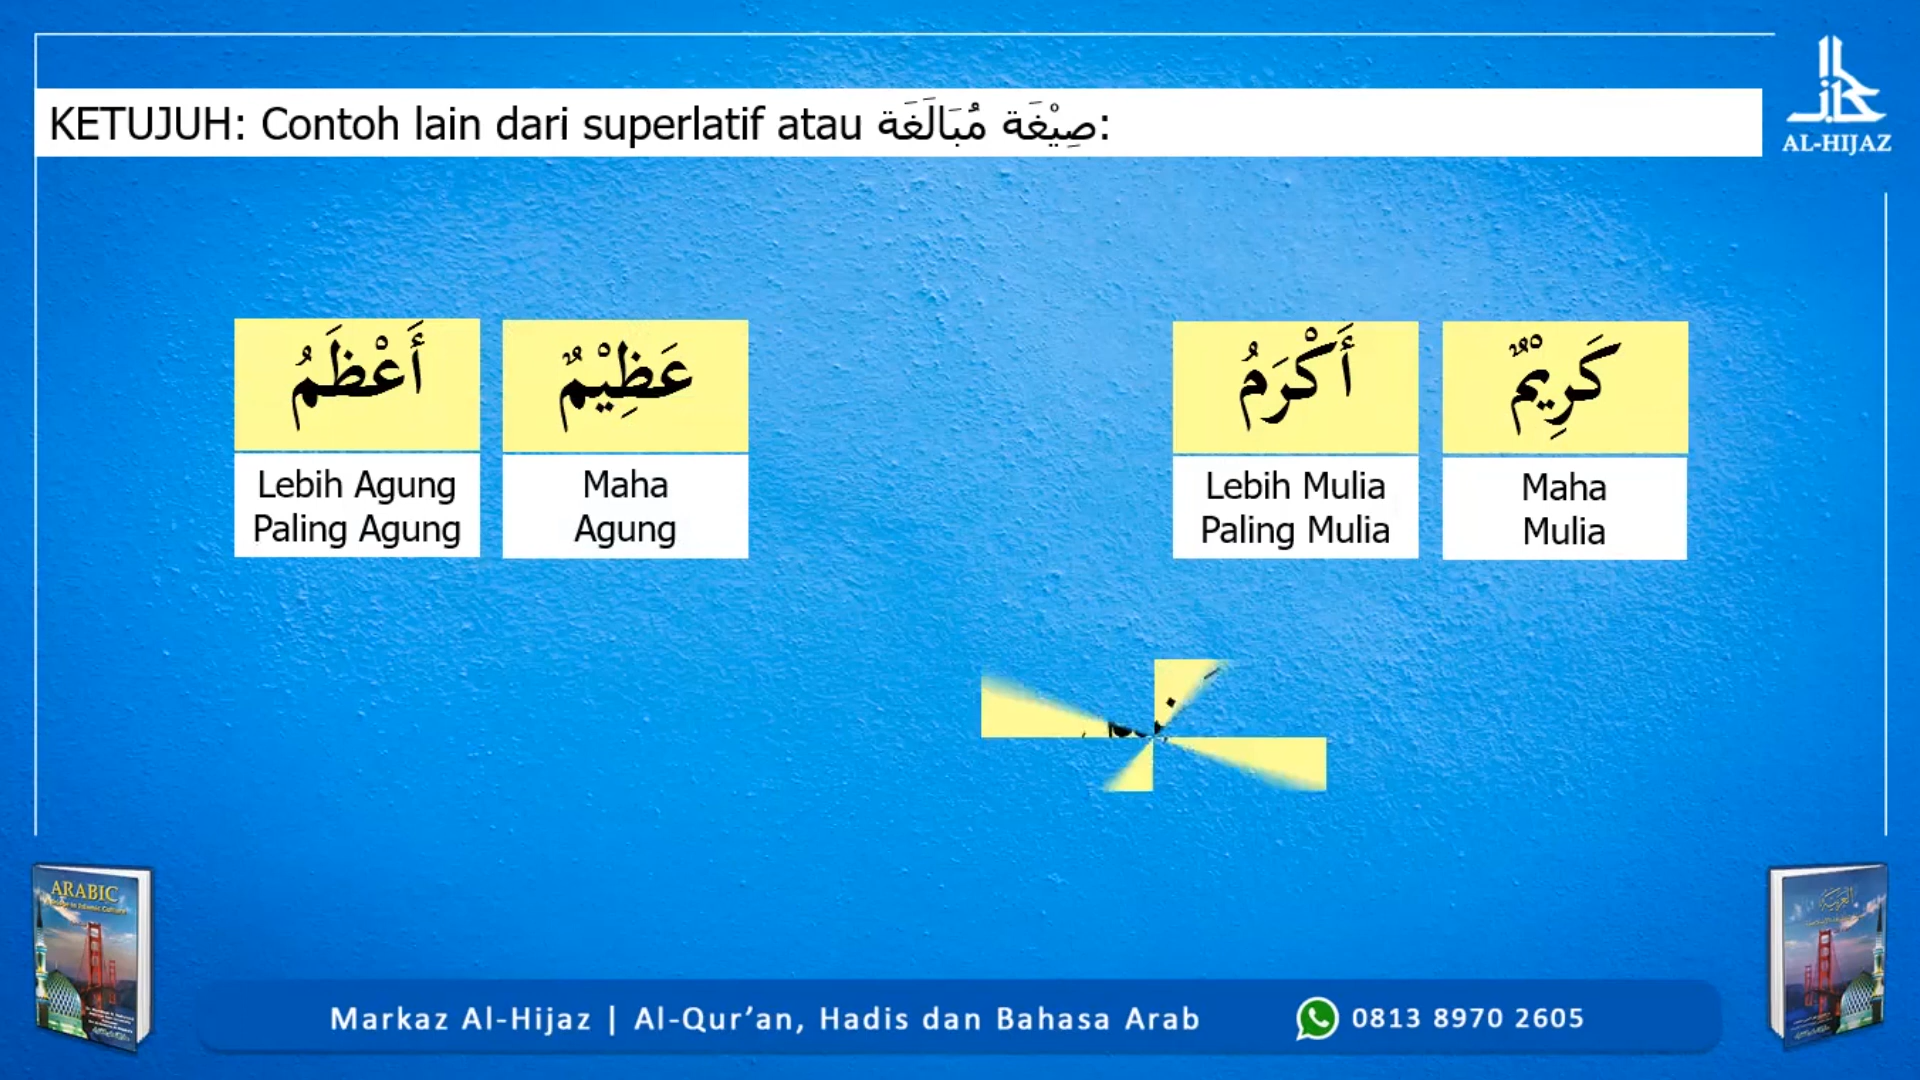 KETUJUH: Contoh lain dari superlatif atau صِيْغَة مُبَالَغَة:
AL-HIJAZ
أَعْظَمُ
عَظِيْمٌ
أَكْرَمُ
كَرِيْمٌ
Lebih Agung
Paling Agung
Maha
Agung
Lebih Mulia
Paling Mulia
Maha
Mulia
ARABIC
Markaz Al-Hijaz | Al-Qur’an, Hadis dan Bahasa Arab
0813 8970 2605